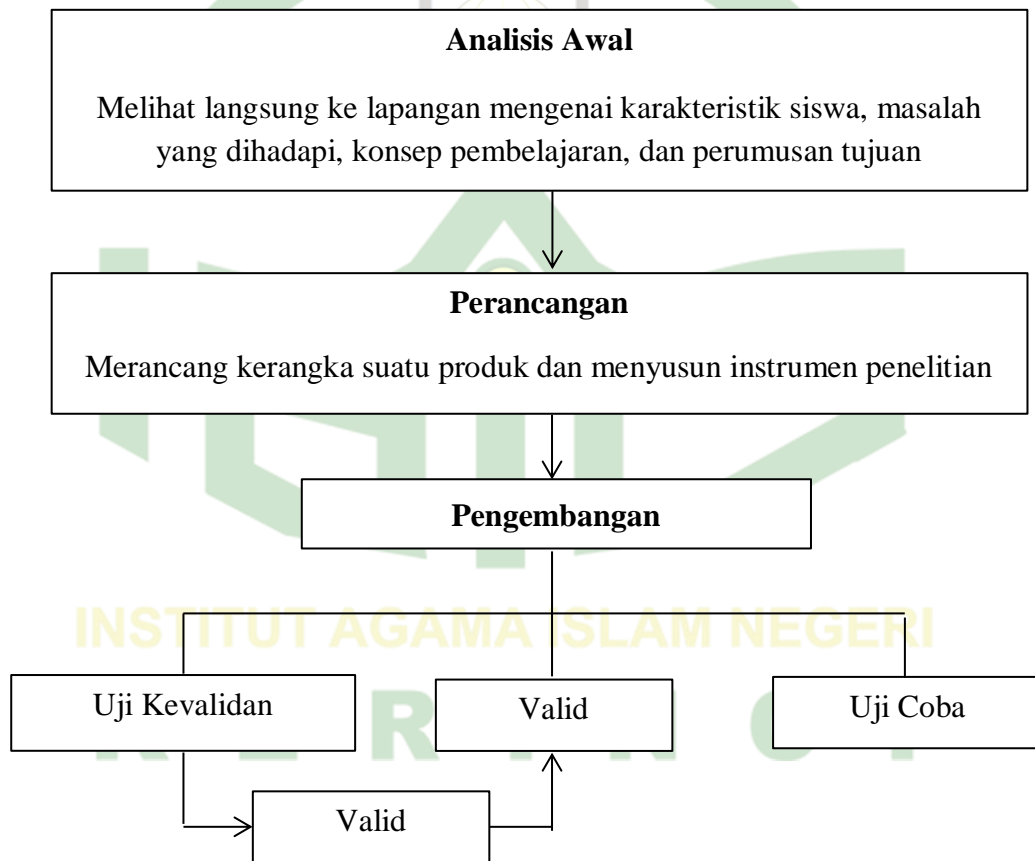 Analisis Awal
Melihat langsung ke lapangan mengenai karakteristik siswa, masalah
yang dihadapi, konsep pembelajaran, dan perumusan tujuan
Perancangan
Merancang kerangka suatu produk dan menyusun instrumen penelitian
Pengembangan
INSTITUT AGAMA ISLAM NEGERI
Uji Kevalidan
Valid
Uji Coba
K E R I N C I
Valid